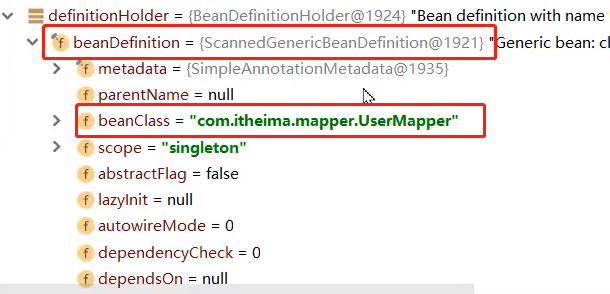 definitionHolder = {BeanDefinitionHolder@1924} "Bean definition with name
f beanDefinition = {ScannedGenericBeanDefinition@1921} "Generic bean: cl
f metadata = {SimpleAnnotationMetadata@1935}
f parentName = null
f beanClass = "com.itheima.mapper.UserMapper"
f scope = "singleton"
f abstractFlag = false
f lazyInit = null
f autowireMode = 0
f dependencyCheck = 0
f dependsOn = null